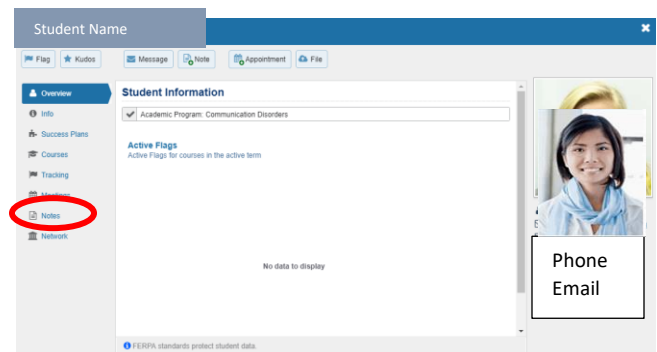 Student Name
Flag Kudos Message Note Appointment File
Overview
Info
Success Plans
Courses
Tracking
Meetings
Notes
Network
Student Information
Academic Program: Communication Disorders
Active Flags
Active Flags for courses in the active term
No data to display
FERPA standards protect student data.
Phone
Email